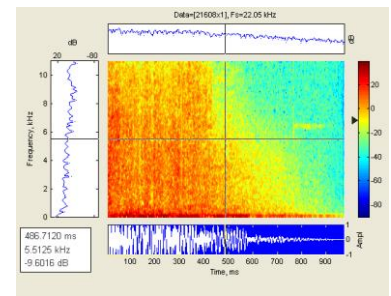 Data=[21608x1], Fs=22.05 kHz
dB
dB
20 -80
10
8
6
4
2
0
Frequency, kHz
20
0
-20
-40
-60
-80
486.7120 ms
5.5125 kHz
-9.6016 dB
1
0
-1
Ampl
100 200 300 400 500 600 700 800 900
Time, ms